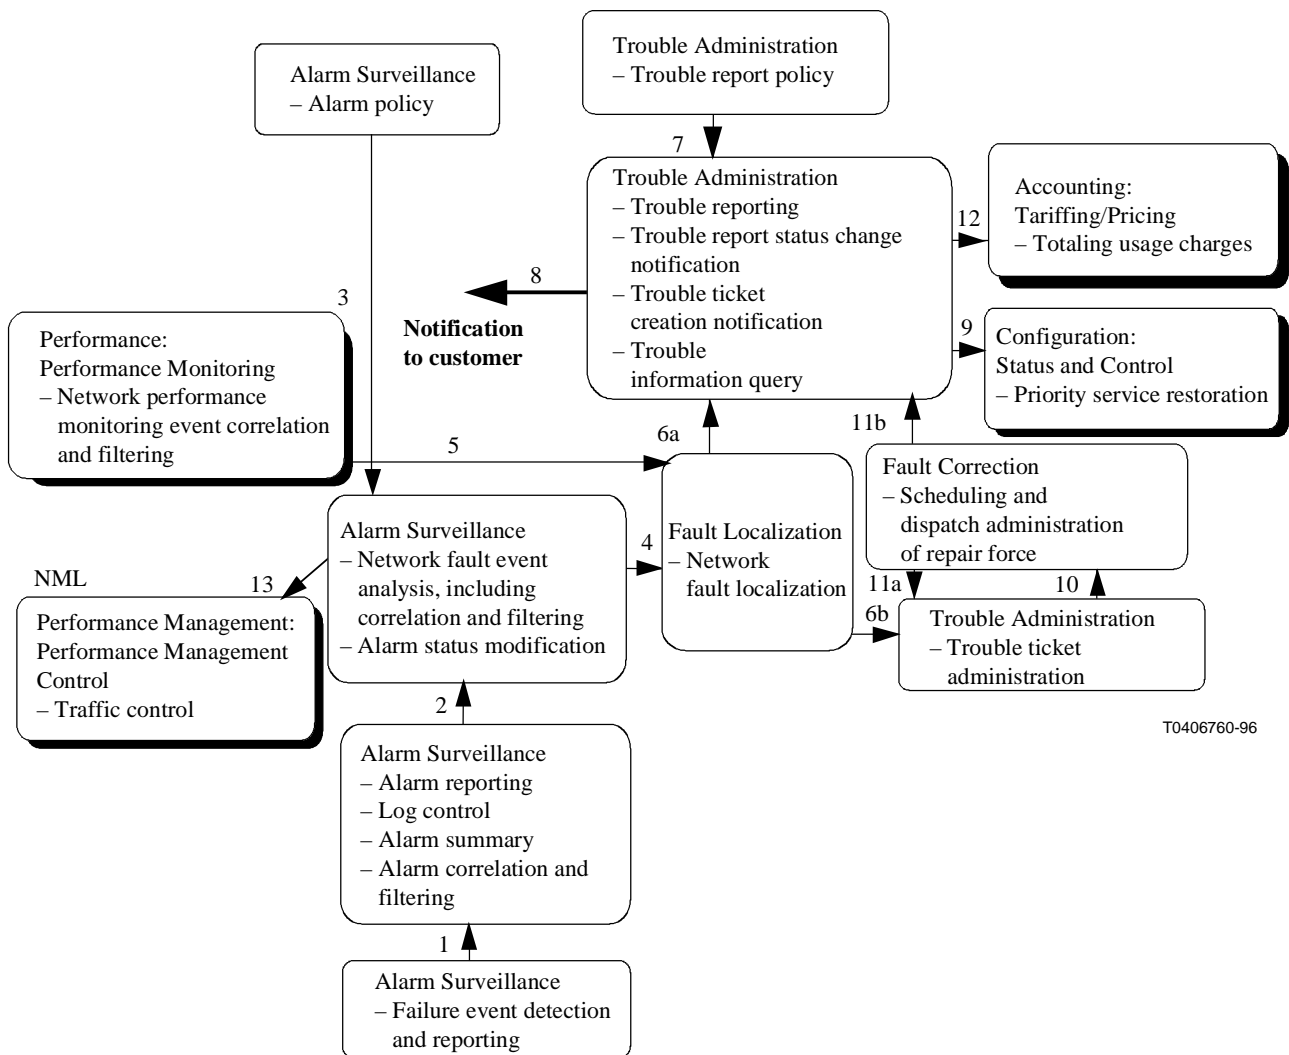 Trouble Administration
– Trouble report policy
Alarm Surveillance
– Alarm policy
7
Trouble Administration
– Trouble reporting
– Trouble report status change
notification
– Trouble ticket
creation notification
– Trouble
information query
12
Accounting:
Tariffing/Pricing
– Totaling usage charges
8
Notification
to customer
3
9
Configuration:
Status and Control
– Priority service restoration
Performance:
Performance Monitoring
– Network performance
monitoring event correlation
and filtering
5
6a
11b
Fault Correction
– Scheduling and
dispatch administration
of repair force
Alarm Surveillance
– Network fault event
analysis, including
correlation and filtering
– Alarm status modification
4
Fault Localization
– Network
fault localization
11a
10
6b
Trouble Administration
– Trouble ticket
administration
NML
13
Performance Management:
Performance Management
Control
– Traffic control
2
T0406760-96
Alarm Surveillance
– Alarm reporting
– Log control
– Alarm summary
– Alarm correlation and
filtering
1
Alarm Surveillance
– Failure event detection
and reporting